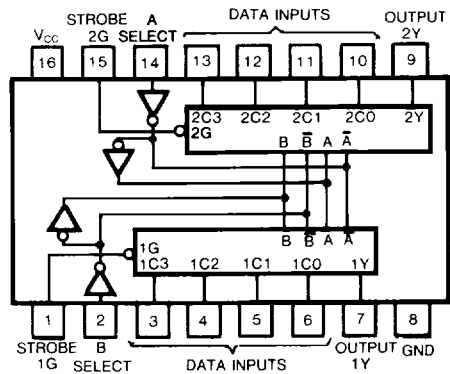 STROBE A DATA INPUTS OUTPUT
2G SELECT 2Y
VCC
16 15 14 13 12 11 10 9
2C3 2C2 2C1 2C0 2Y
2G
B B̅ A A̅
B B̅ A A̅
1G
1C3 1C2 1C1 1C0 1Y
1 2 3 4 5 6 7 8
STROBE B DATA INPUTS OUTPUT GND
1G SELECT 1Y